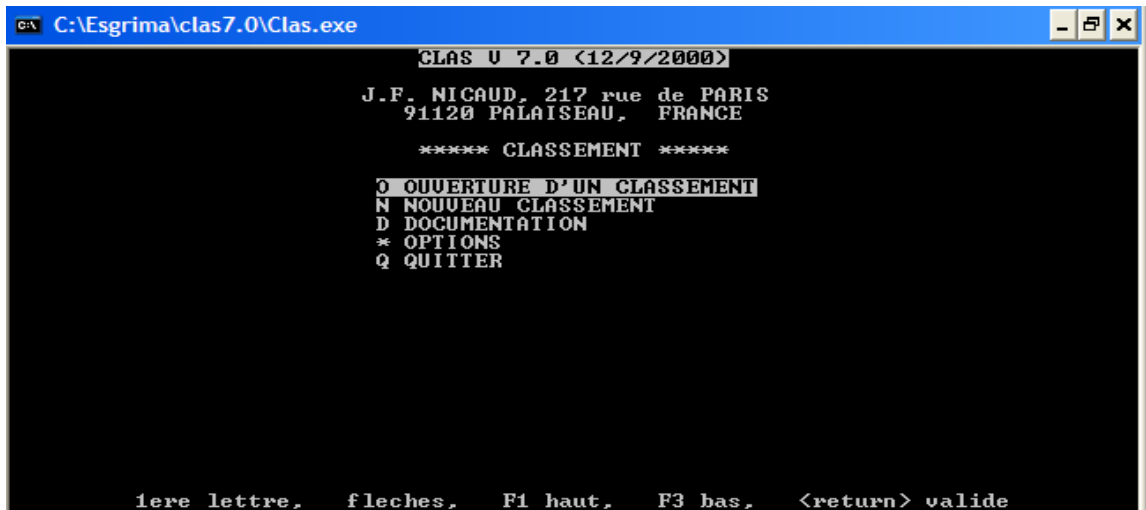 C:\Esgrima\clas7.0\Clas.exe
CLAS V 7.0 (12/9/2000)
J.F. NICAUD, 217 rue de PARIS
91120 PALAISEAU, FRANCE
***** CLASSEMENT *****
O OUVERTURE D'UN CLASSEMENT
N NOUVEAU CLASSEMENT
D DOCUMENTATION
* OPTIONS
Q QUITTER
1ere lettre, fleches, F1 haut, F3 bas, <return> valide